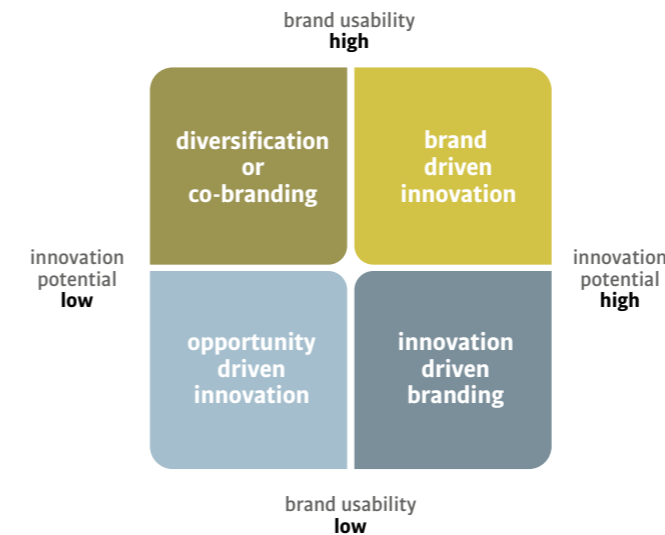 brand usability
high
diversification
or
co-branding
brand
driven
innovation
innovation
potential
low
innovation
potential
high
opportunity
driven
innovation
innovation
driven
branding
brand usability
low